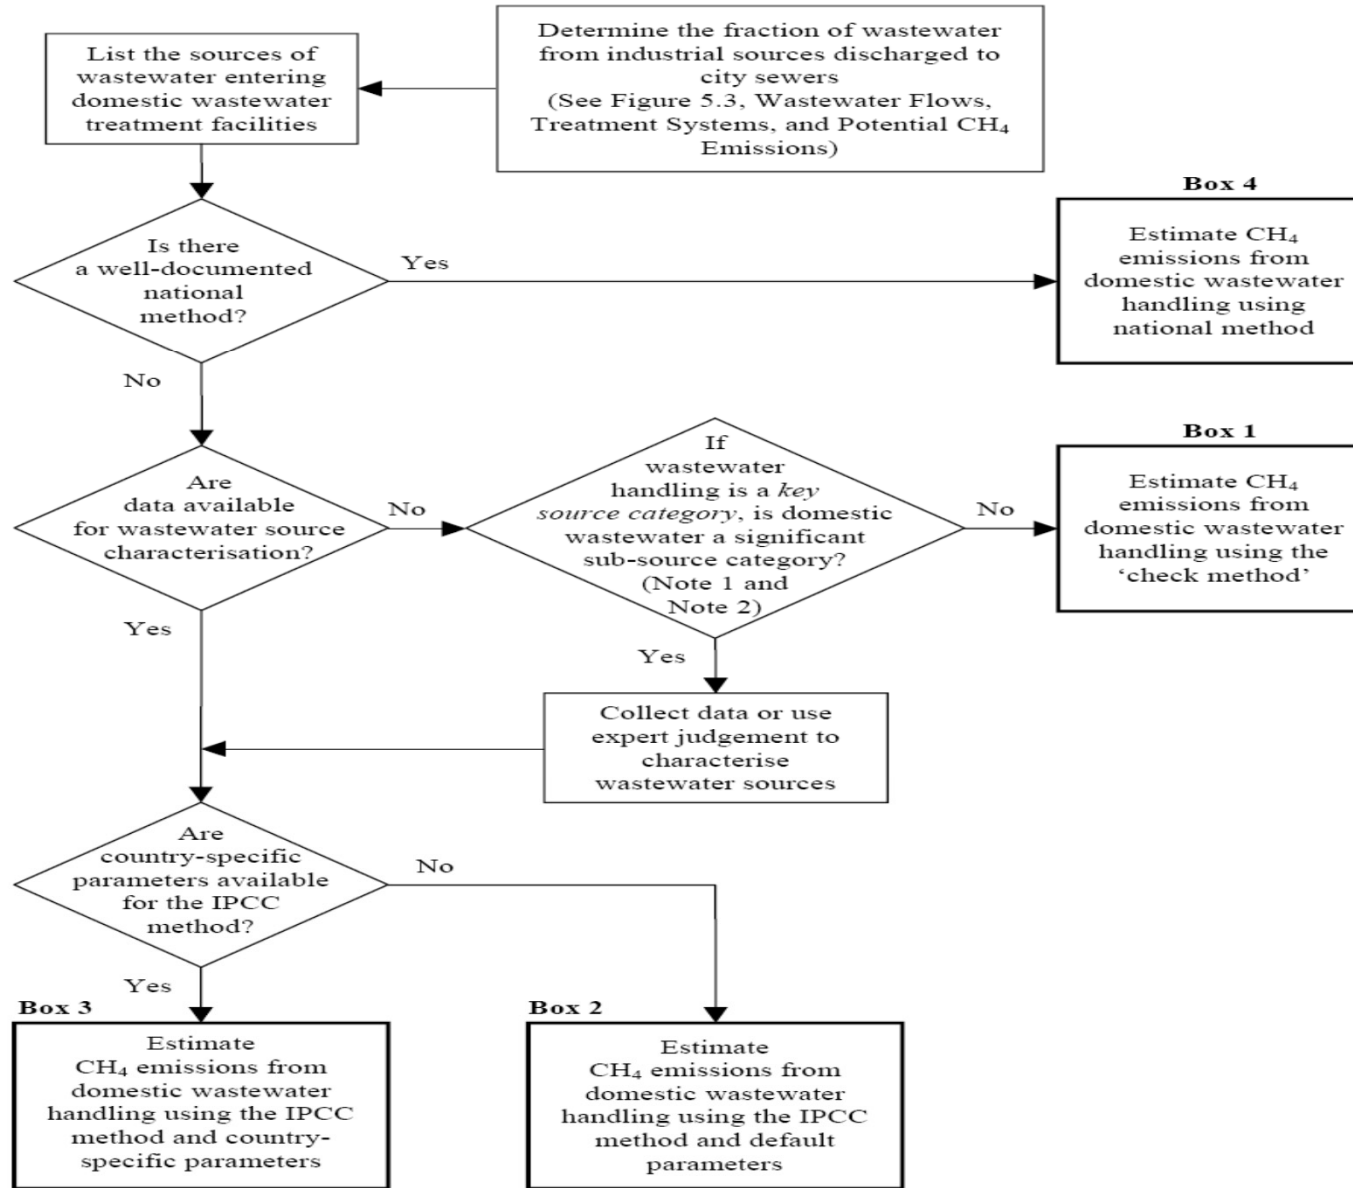 List the sources of
wastewater entering
domestic wastewater
treatment facilities
Determine the fraction of wastewater
from industrial sources discharged to
city sewers
(See Figure 5.3, Wastewater Flows,
Treatment Systems, and Potential CH₄
Emissions)
Is there
a well-documented
national
method?
Yes
Box 4
Estimate CH₄
emissions from
domestic wastewater
handling using
national method
No
Are
data available
for wastewater source
characterisation?
No
If
wastewater
handling is a key
source category, is domestic
wastewater a significant
sub-source category?
(Note 1 and
Note 2)
No
Box 1
Estimate CH₄
emissions from
domestic wastewater
handling using the
‘check method’
Yes
Yes
Collect data or use
expert judgement to
characterise
wastewater sources
Are
country-specific
parameters available
for the IPCC
method?
No
Yes
Box 3
Estimate
CH₄ emissions from
domestic wastewater
handling using the IPCC
method and country-
specific parameters
Box 2
Estimate
CH₄ emissions from
domestic wastewater
handling using the IPCC
method and default
parameters